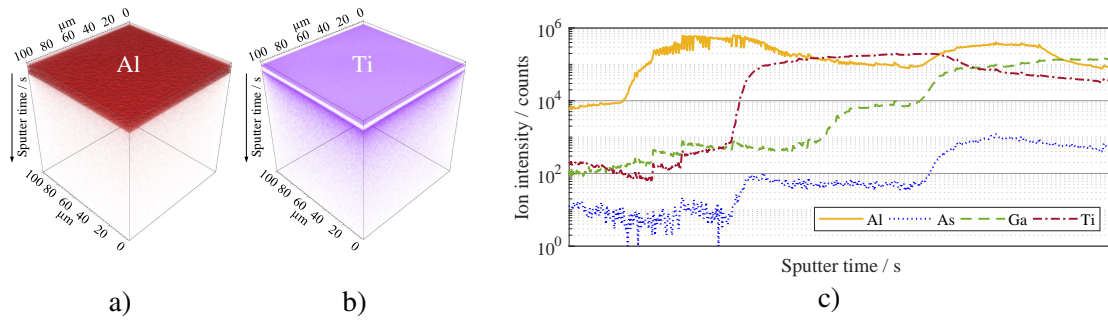 μm
100 80 60 40 20 0
Al
Sputter time / s
100 80 60 40 20 0
μm
a)
μm
100 80 60 40 20 0
Ti
Sputter time / s
100 80 60 40 20 0
μm
b)
Ion intensity / counts
10^6
10^4
10^2
10^0
Al As Ga Ti
Sputter time / s
c)